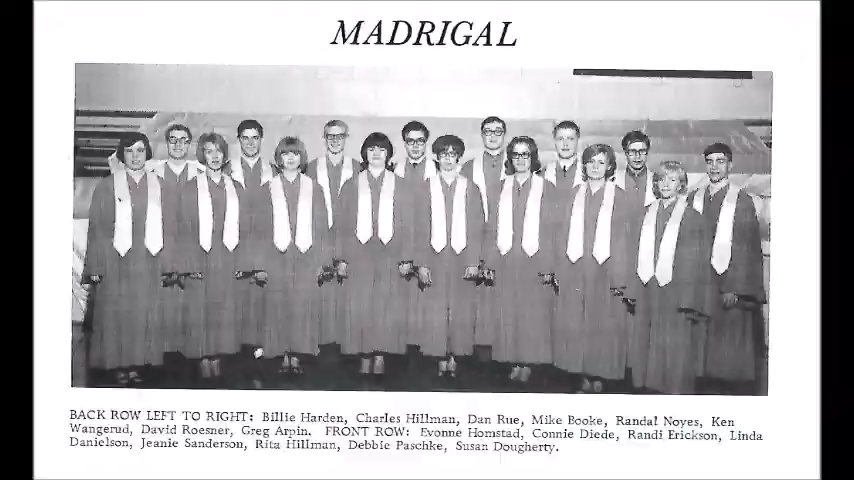 MADRIGAL
BACK ROW LEFT TO RIGHT: Billie Harden, Charles Hillman, Dan Rue, Mike Booke, Randal Noyes, Ken
Wangerud, David Roesner, Greg Arpin. FRONT ROW: Evonne Homstad, Connie Diede, Randi Erickson, Linda
Danielson, Jeanie Sanderson, Rita Hillman, Debbie Paschke, Susan Dougherty.